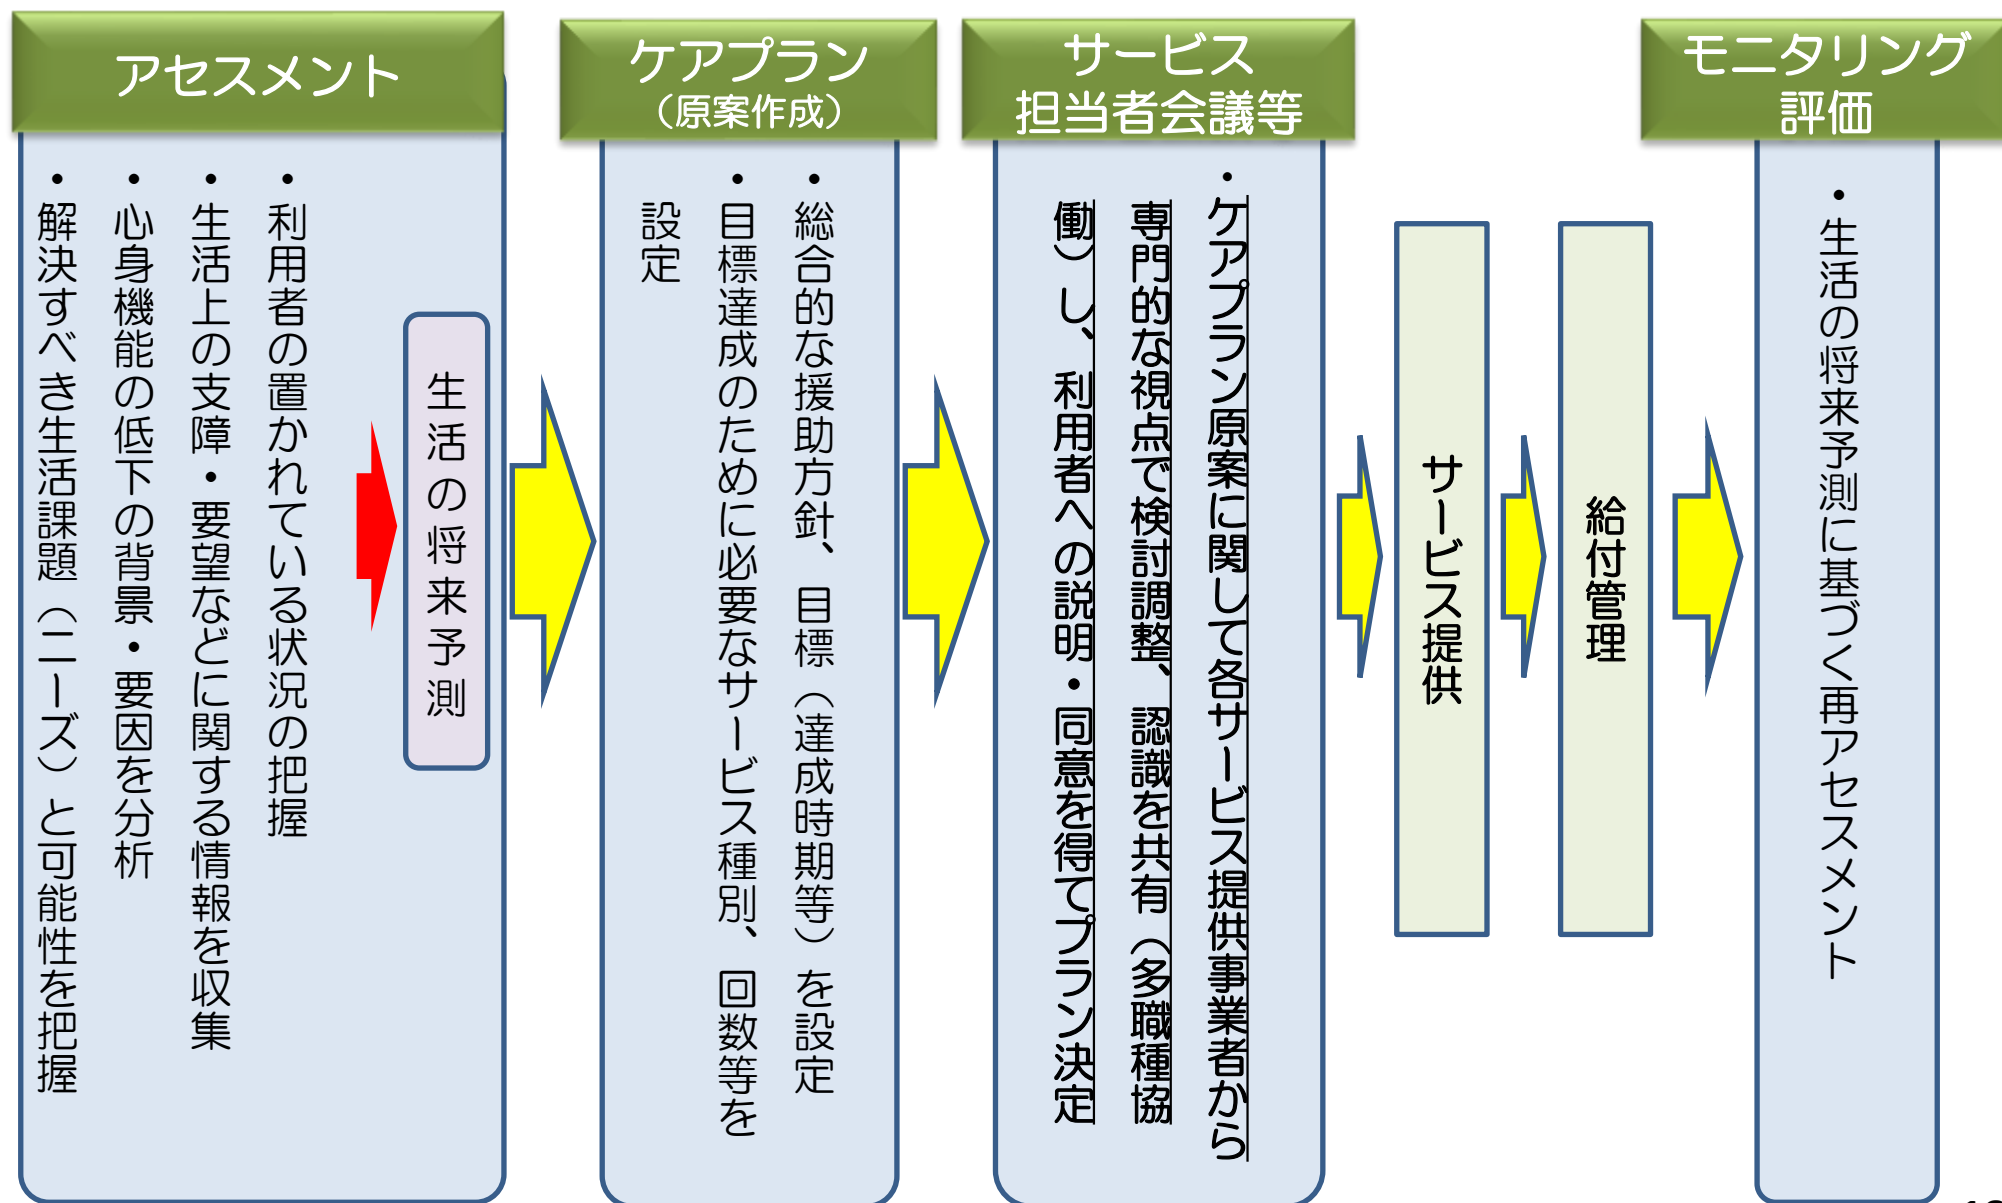 アセスメント
・利用者の置かれている状況の把握
・生活上の支障・要望などに関する情報を収集
・心身機能の低下の背景・要因を分析
・解決すべき生活課題（ニーズ）と可能性を把握
生活の将来予測
ケアプラン
（原案作成）
・総合的な援助方針、目標（達成時期等）を設定
・目標達成のために必要なサービス種別、回数等を
設定
サービス
担当者会議等
・ケアプラン原案に関して各サービス提供事業者から
専門的な視点で検討調整、認識を共有（多職種協
働）し、利用者への説明・同意を得てプラン決定
サービス提供
給付管理
モニタリング
評価
・生活の将来予測に基づく再アセスメント